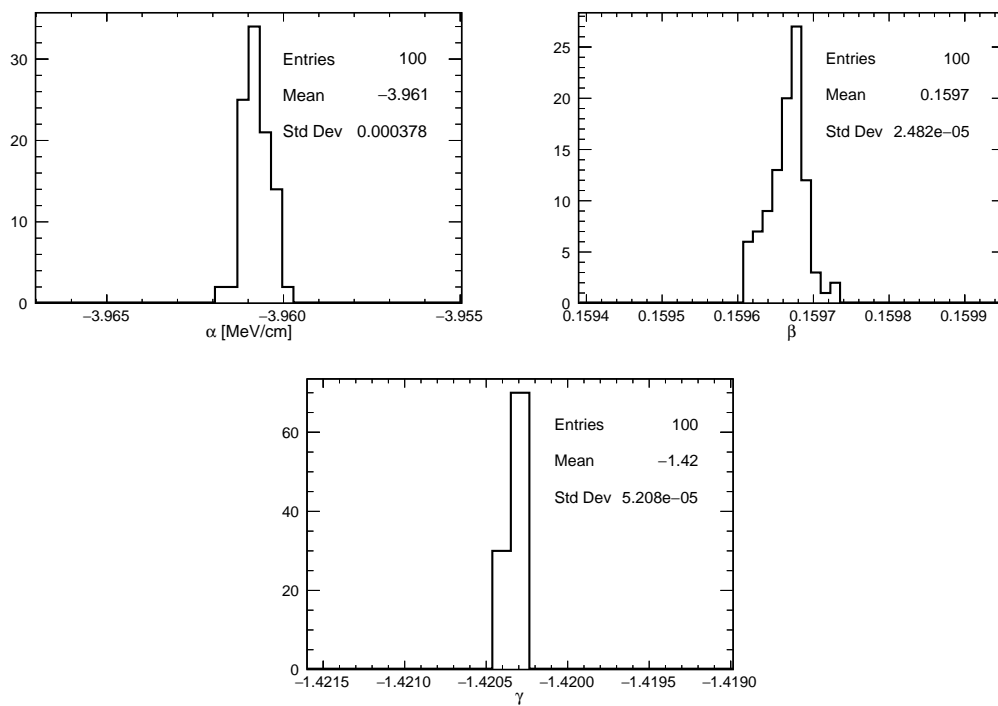 30
20
10
0
Entries 100
Mean −3.961
Std Dev 0.000378
−3.965 −3.960 −3.955
α [MeV/cm]
25
20
15
10
5
0
Entries 100
Mean 0.1597
Std Dev 2.482e−05
0.1594 0.1595 0.1596 0.1597 0.1598 0.1599
β
60
40
20
0
Entries 100
Mean −1.42
Std Dev 5.208e−05
−1.4215 −1.4210 −1.4205 −1.4200 −1.4195 −1.4190
γ